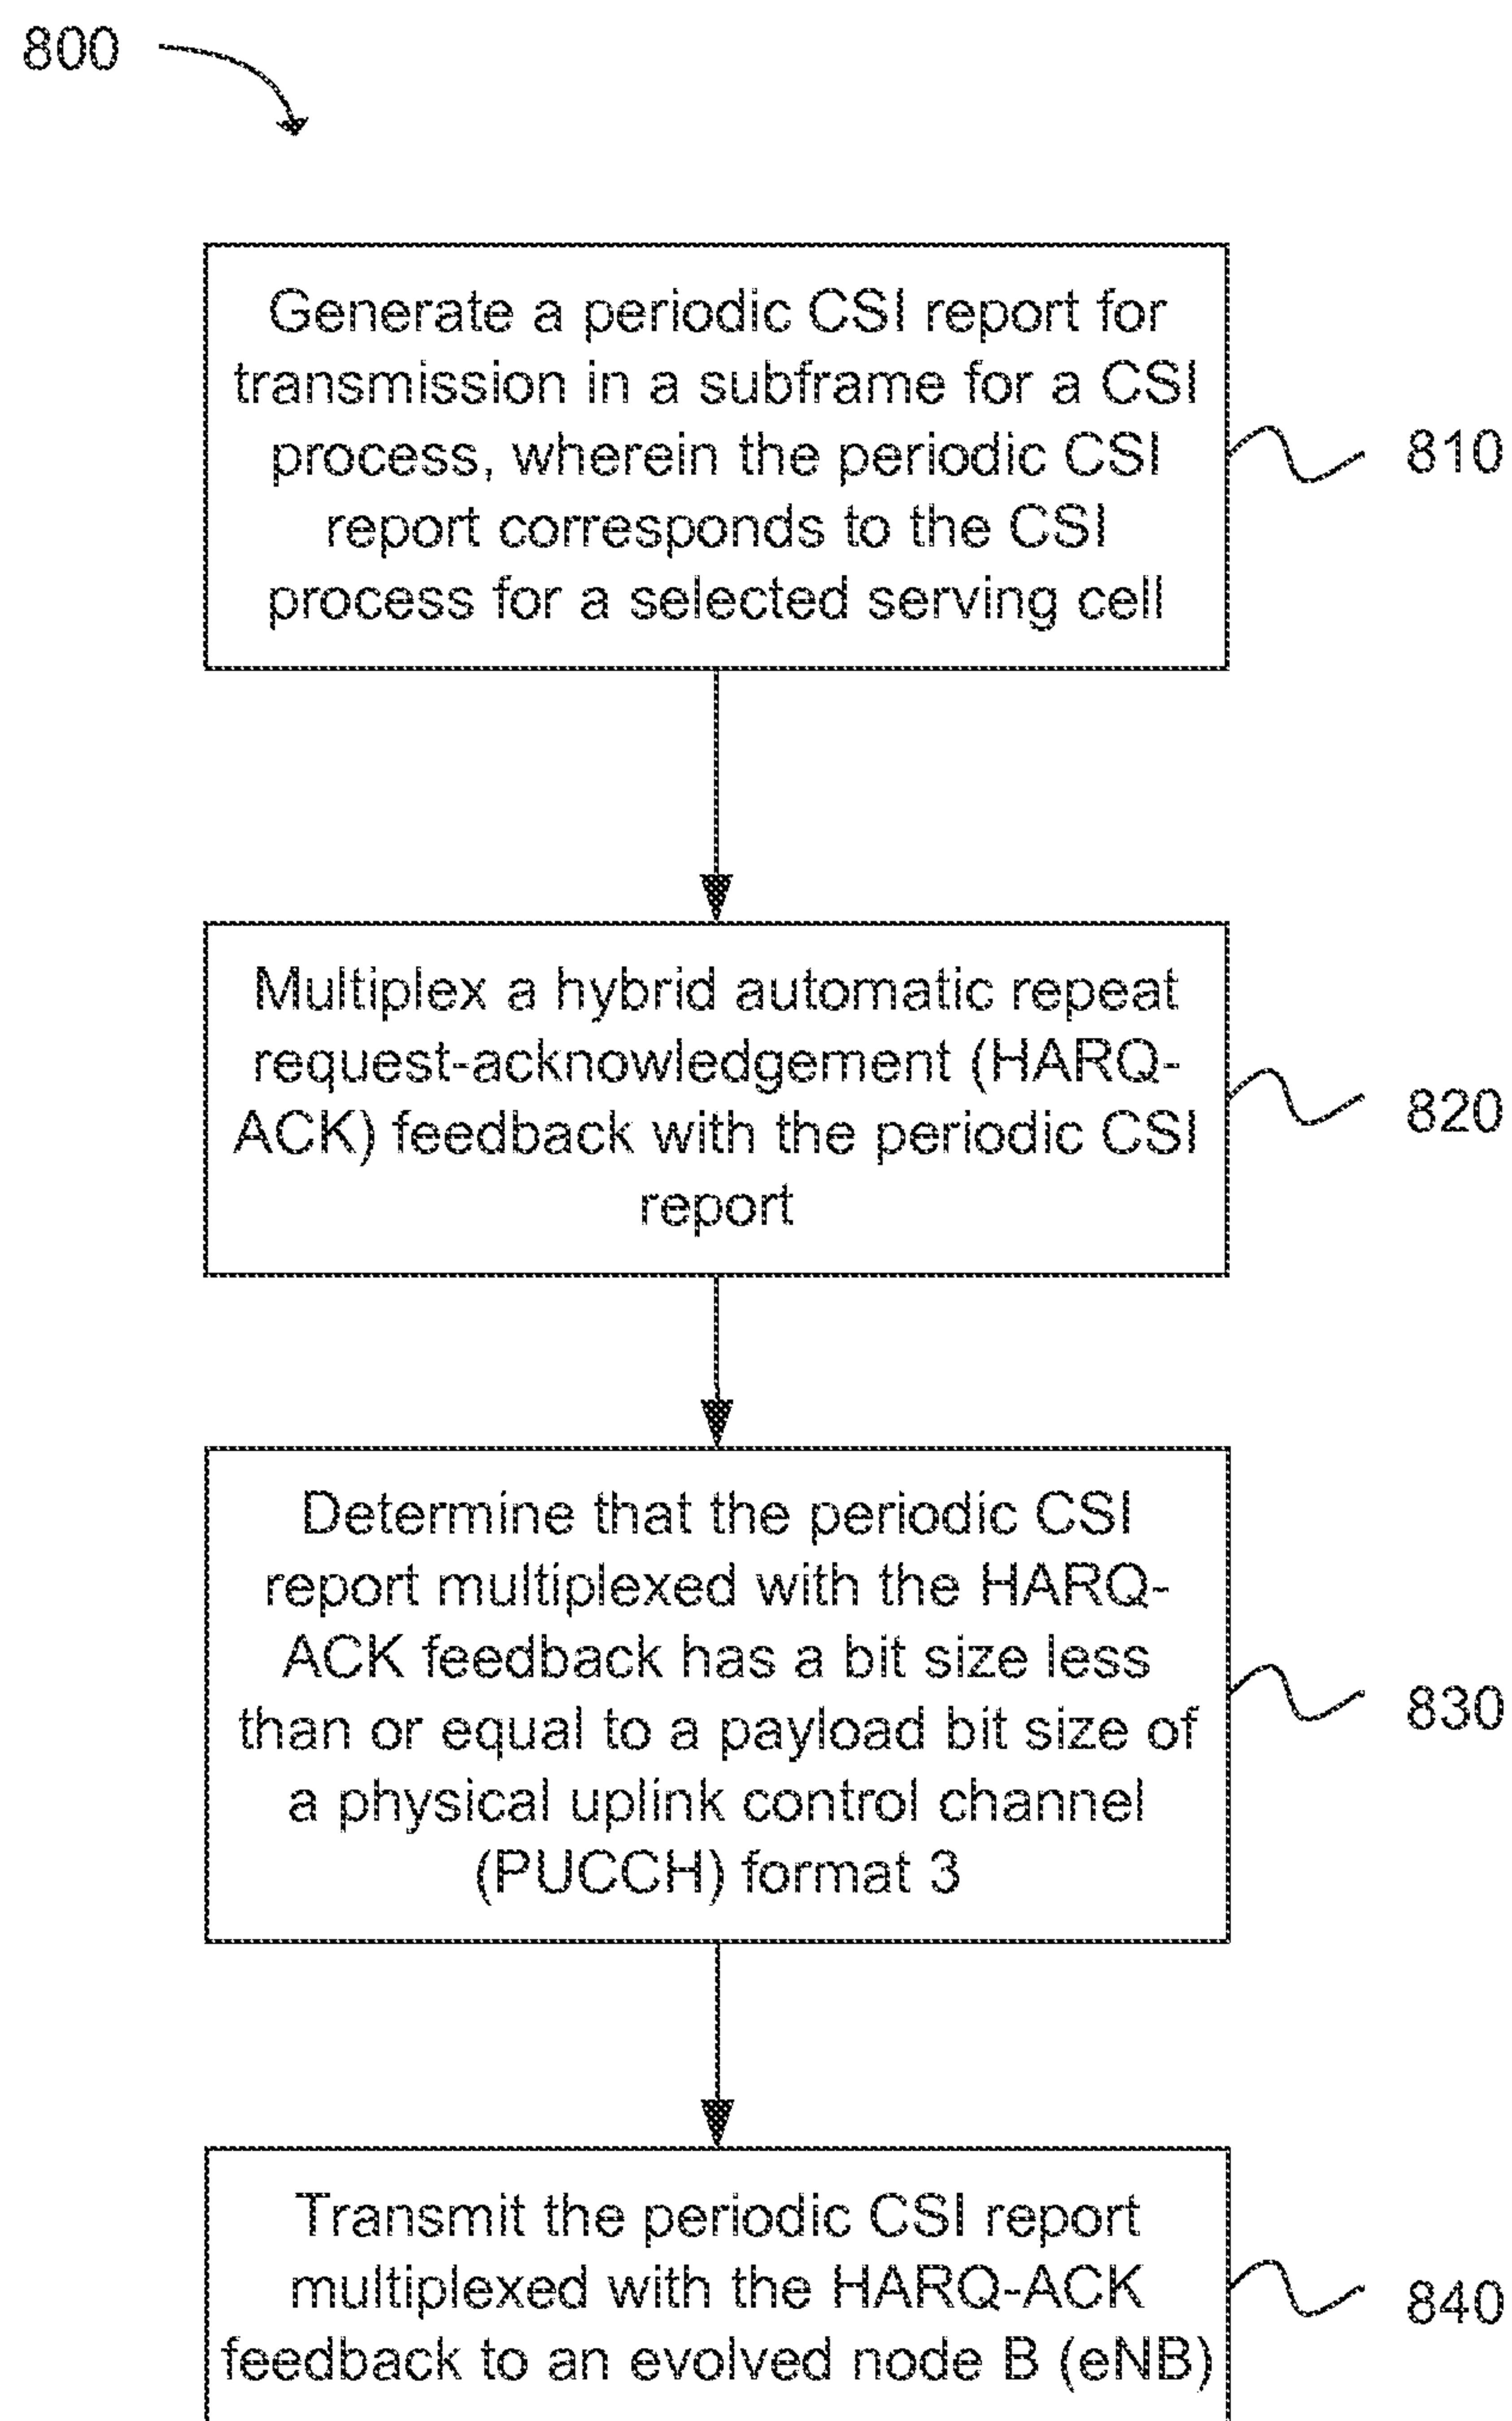 800
Generate a periodic CSI report for
transmission in a subframe for a CSI
process, wherein the periodic CSI
report corresponds to the CSI
process for a selected serving cell
810
Multiplex a hybrid automatic repeat
request-acknowledgement (HARQ-
ACK) feedback with the periodic CSI
report
820
Determine that the periodic CSI
report multiplexed with the HARQ-
ACK feedback has a bit size less
than or equal to a payload bit size of
a physical uplink control channel
(PUCCH) format 3
830
Transmit the periodic CSI report
multiplexed with the HARQ-ACK
feedback to an evolved node B (eNB)
840